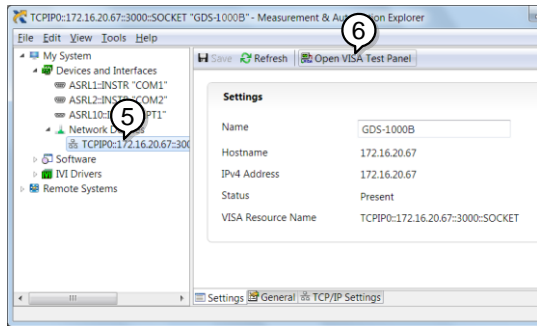 TCPIP0::172.16.20.67::3000::SOCKET "GDS-1000B" - Measurement & Automation Explorer
File Edit View Tools Help
6
My System
Save Refresh Open VISA Test Panel
Devices and Interfaces
ASRL1::INSTR "COM1"
ASRL2::INSTR "COM2"
5
Network
TCPIP0::172.16.20.67::300
Software
IVI Drivers
Remote Systems
Settings
Name GDS-1000B
Hostname 172.16.20.67
IPv4 Address 172.16.20.67
Status Present
VISA Resource Name TCPIP0::172.16.20.67::3000::SOCKET
Settings General TCP/IP Settings